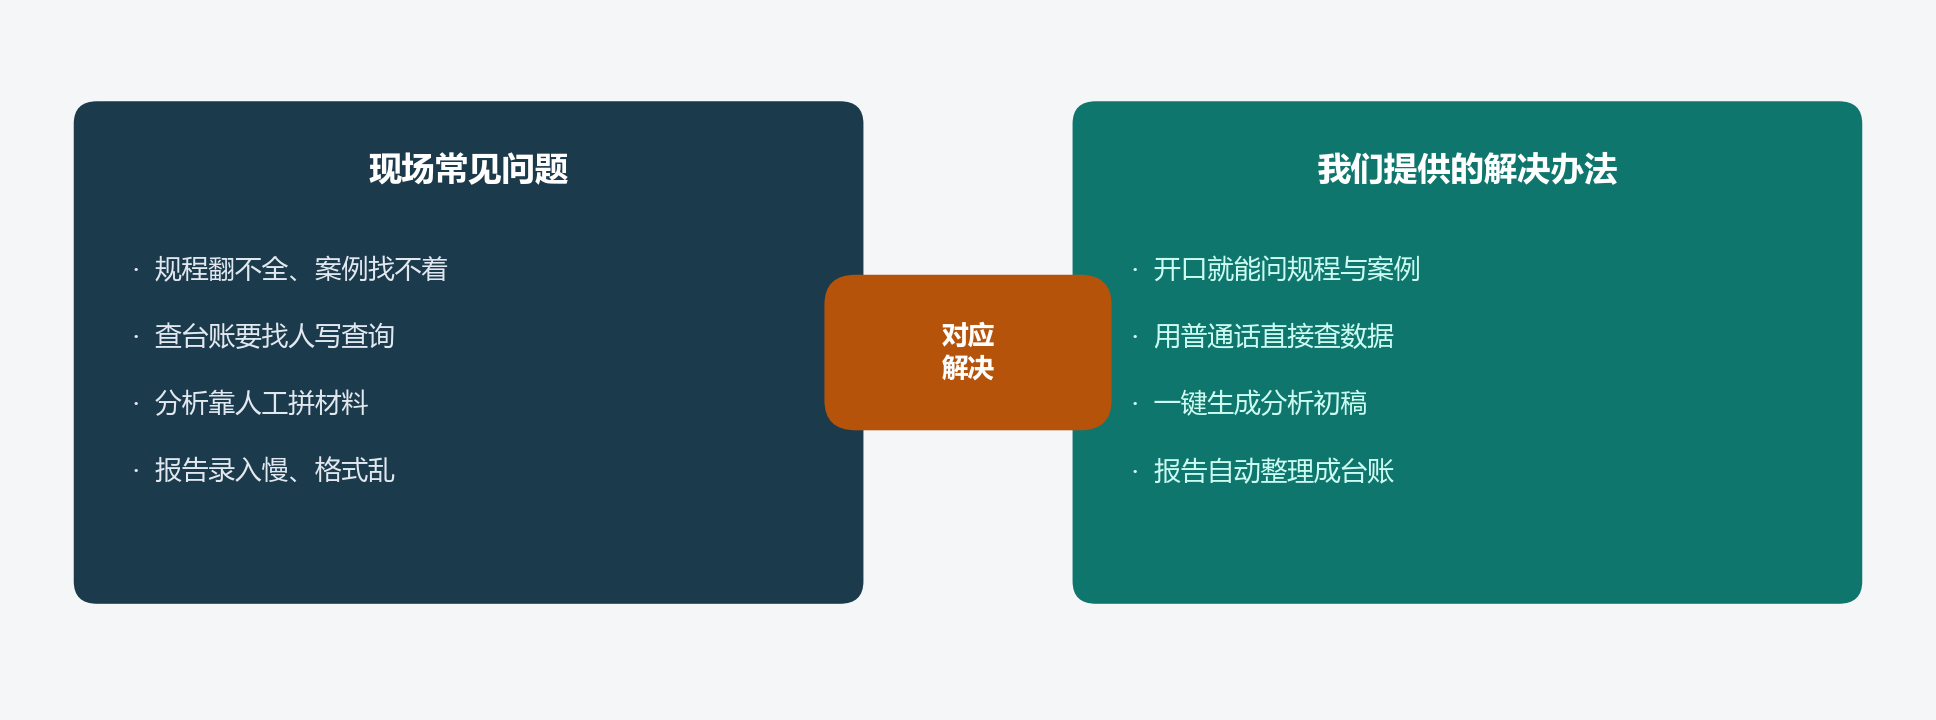 现场常见问题
· 规程翻不全、案例找不着
· 查台账要找人写查询
· 分析靠人工拼材料
· 报告录入慢、格式乱
对应
解决
我们提供的解决办法
· 开口就能问规程与案例
· 用普通话直接查数据
· 一键生成分析初稿
· 报告自动整理成台账